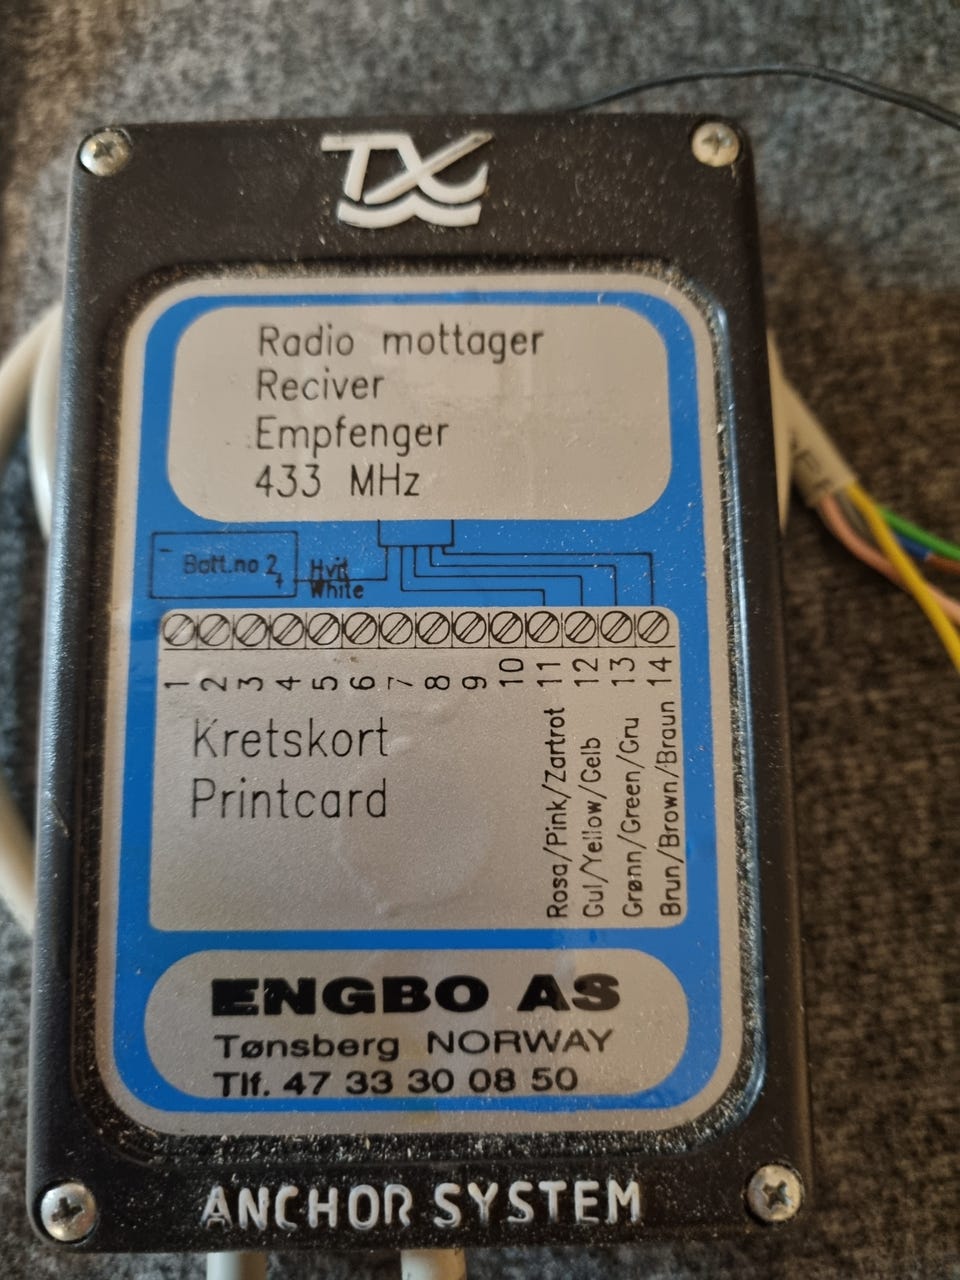 TX
Radio mottager
Reciver
Empfenger
433 MHz
- Batt.no 2 +
Hvit
White
1 2 3 4 5 6 7 8 9 10 11 12 13 14
Kretskort
Printcard
Rosa/Pink/Zartrot
Gul/Yellow/Gelb
Grønn/Green/Gru
Brun/Brown/Braun
ENGBO AS
Tønsberg NORWAY
Tlf. 47 33 30 08 50
ANCHOR SYSTEM